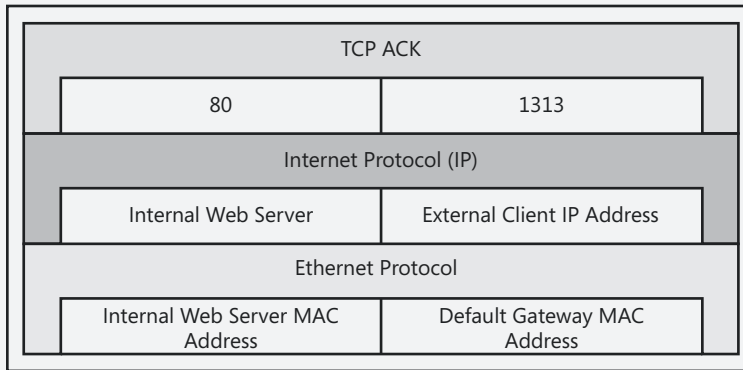 TCP ACK
80 1313
Internet Protocol (IP)
Internal Web Server External Client IP Address
Ethernet Protocol
Internal Web Server MAC Default Gateway MAC
Address Address